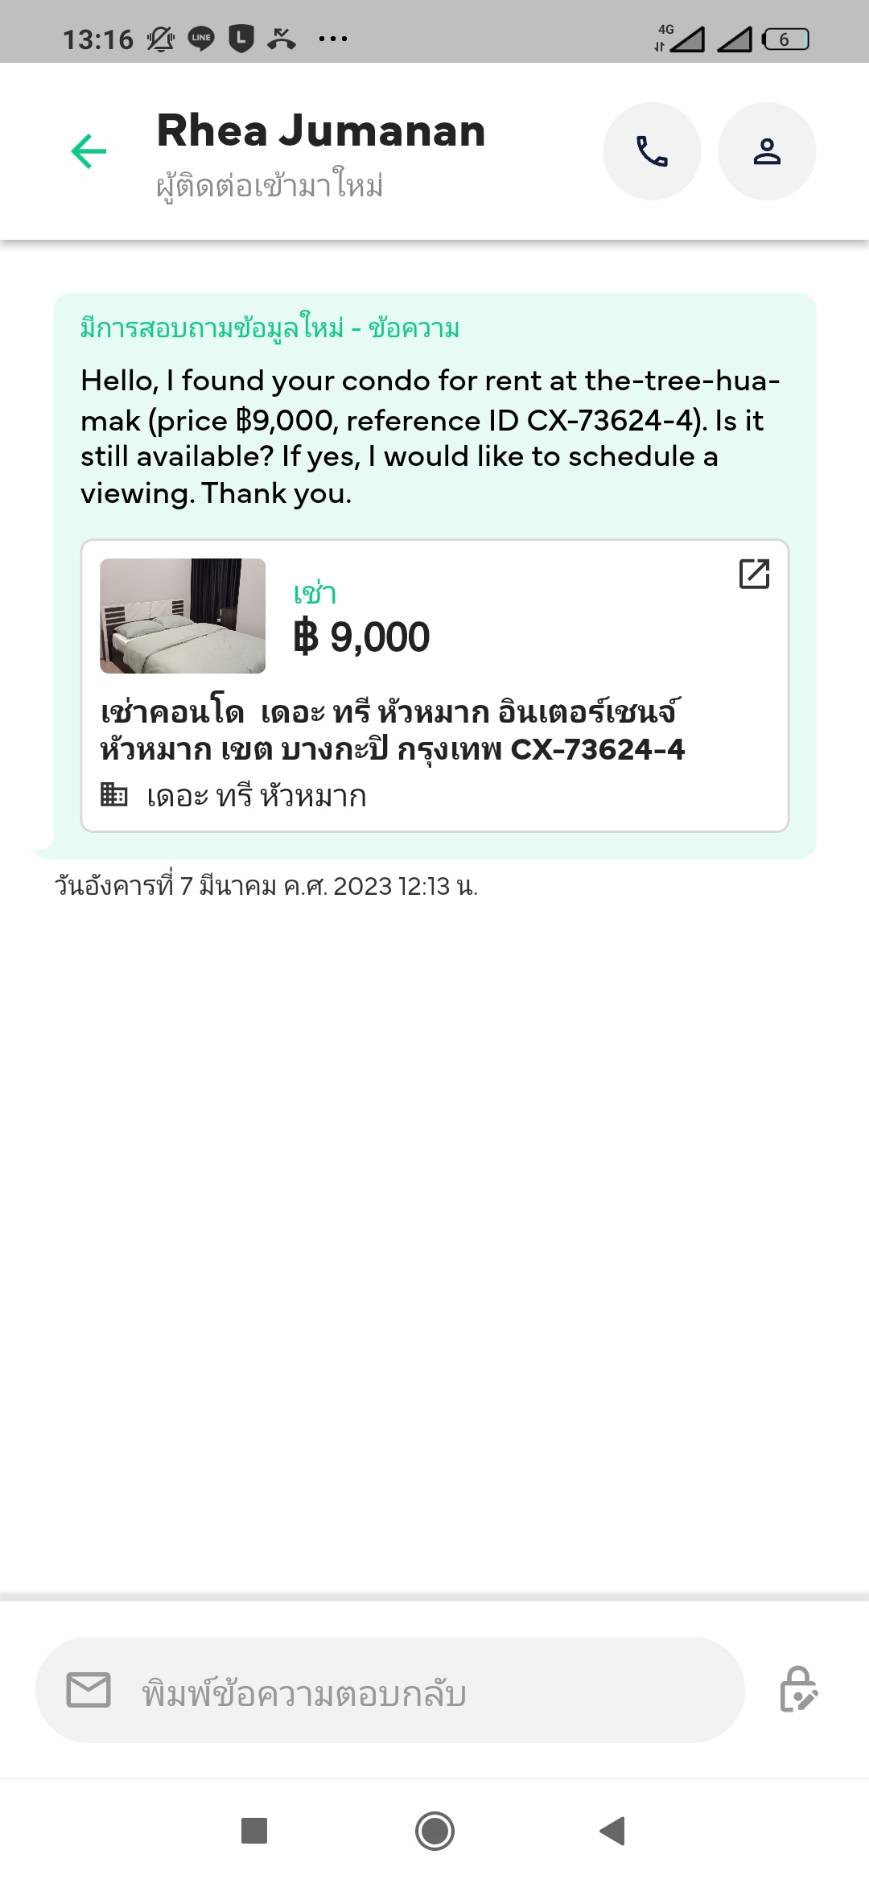 13:16
LINE
L
4G
6
Rhea Jumanan
ผู้ติดต่อเข้ามาใหม่
มีการสอบถามข้อมูลใหม่ - ข้อความ
Hello, I found your condo for rent at the-tree-hua-
mak (price ฿9,000, reference ID CX-73624-4). Is it
still available? If yes, I would like to schedule a
viewing. Thank you.
เช่า
฿ 9,000
เช่าคอนโด  เดอะ ทรี หัวหมาก อินเตอร์เชนจ์
หัวหมาก เขต บางกะปิ กรุงเทพ CX-73624-4
เดอะ ทรี หัวหมาก
วันอังคารที่ 7 มีนาคม ค.ศ. 2023 12:13 น.
พิมพ์ข้อความตอบกลับ